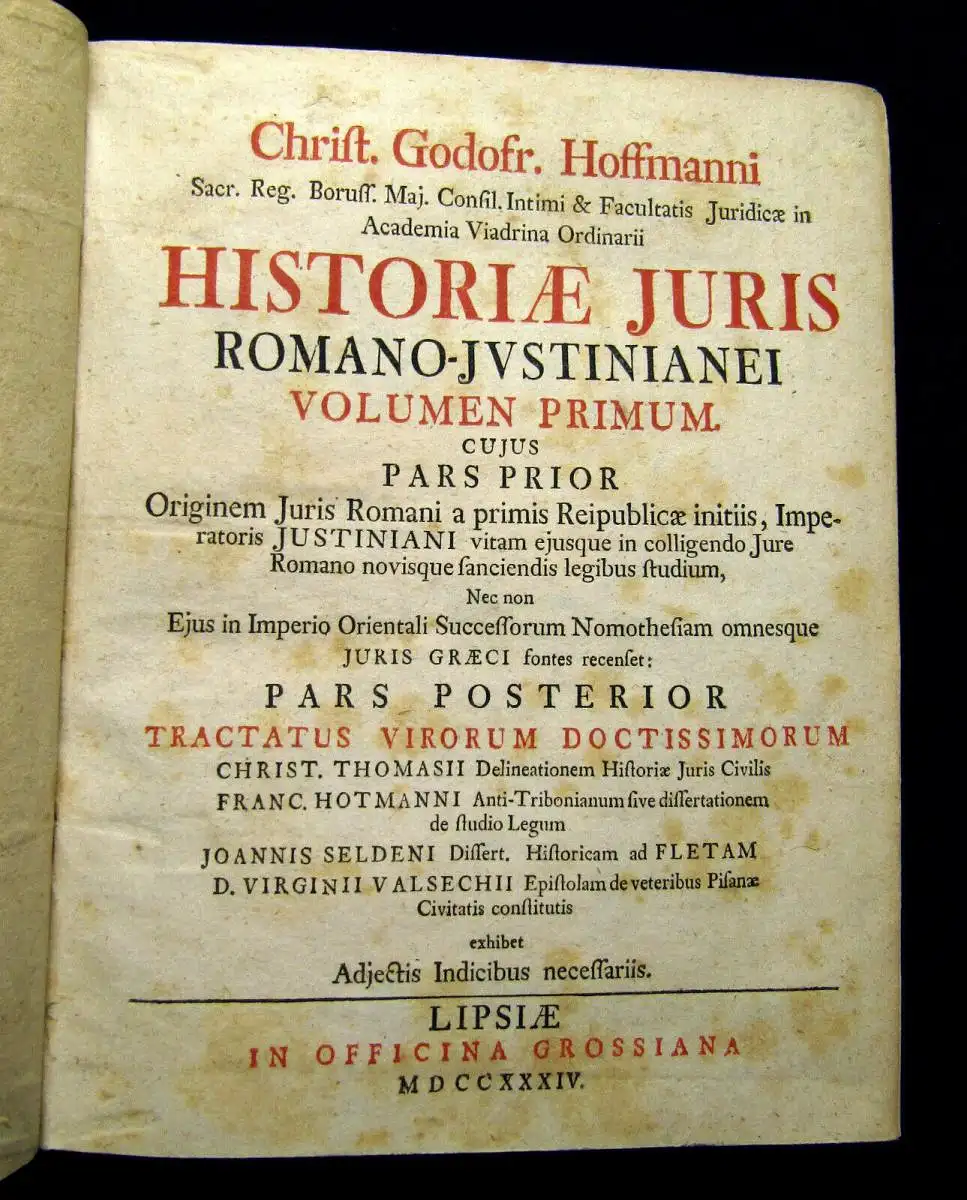 Chriſt. Godofr. Hoffmanni
Sacr. Reg. Boruſſ. Maj. Conſil. Intimi & Facultatis Juridicæ in
Academia Viadrina Ordinarii
HISTORIÆ JURIS
ROMANO-JVSTINIANEI
VOLUMEN PRIMUM.
CUJUS
PARS PRIOR
Originem Juris Romani a primis Reipublicæ initiis, Impe-
ratoris JUSTINIANI vitam ejusque in colligendo Jure
Romano novisque ſanciendis legibus ſtudium,
Nec non
Ejus in Imperio Orientali Succeſſorum Nomotheſiam omnesque
JURIS GRÆCI fontes recenſet:
PARS POSTERIOR
TRACTATUS VIRORUM DOCTISSIMORUM
CHRIST. THOMASII Delineationem Hiſtoriæ Juris Civilis
FRANC. HOTMANNI Anti-Tribonianum ſive diſſertationem
de ſtudio Legum
JOANNIS SELDENI Diſſert. Hiſtoricam ad FLETAM
D. VIRGINII VALSECHII Epiſtolam de veteribus Piſanæ
Civitatis conſtitutis
exhibet
Adjectis Indicibus neceſſariis.
LIPSIÆ
IN OFFICINA GROSSIANA
MDCCXXXIV.